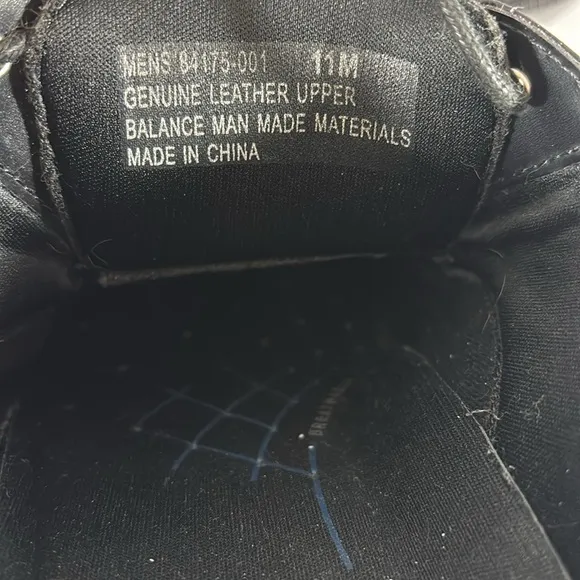 MENS 84175-001 11M
GENUINE LEATHER UPPER
BALANCE MAN MADE MATERIALS
MADE IN CHINA